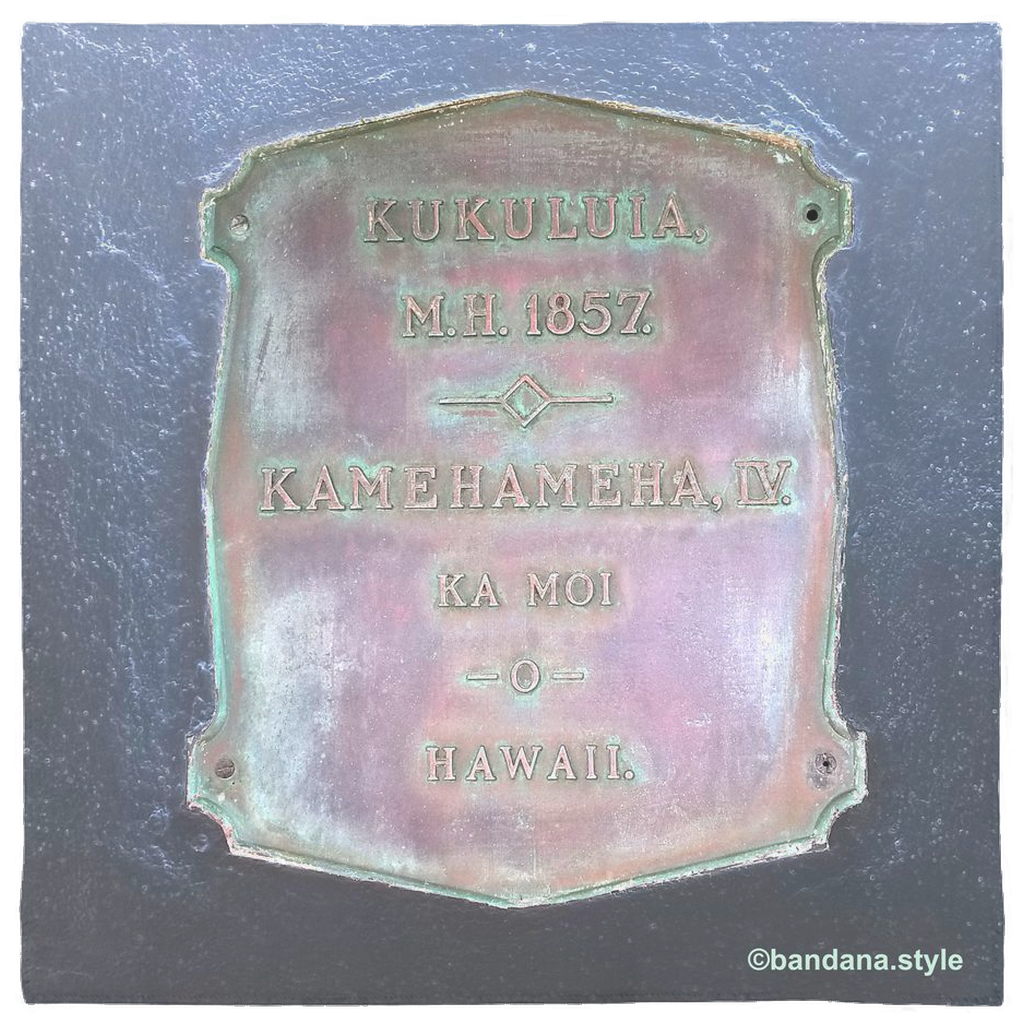 KUKULUIA,
M.H. 1857.
KAMEHAMEHA, IV.
KA MOI
–O–
HAWAII.
©bandana.style